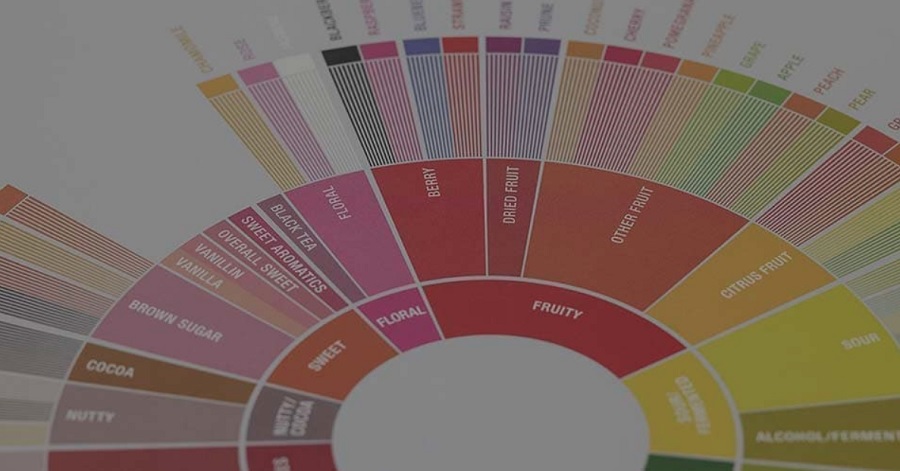 CHAMOMILE
ROSE
BLACKBERRY
RASPBERRY
BLUEBERRY
STRAWBERRY
RAISIN
PRUNE
COCONUT
CHERRY
POMEGRANATE
PINEAPPLE
GRAPE
APPLE
PEACH
PEAR
FLORAL
BERRY
DRIED FRUIT
OTHER FRUIT
CITRUS FRUIT
SOUR
ALCOHOL/FERMENT
BLACK TEA
SWEET AROMATICS
OVERALL SWEET
VANILLIN
VANILLA
BROWN SUGAR
COCOA
NUTTY
FLORAL
FRUITY
SOUR/
FERMENTED
SWEET
NUTTY/
COCOA